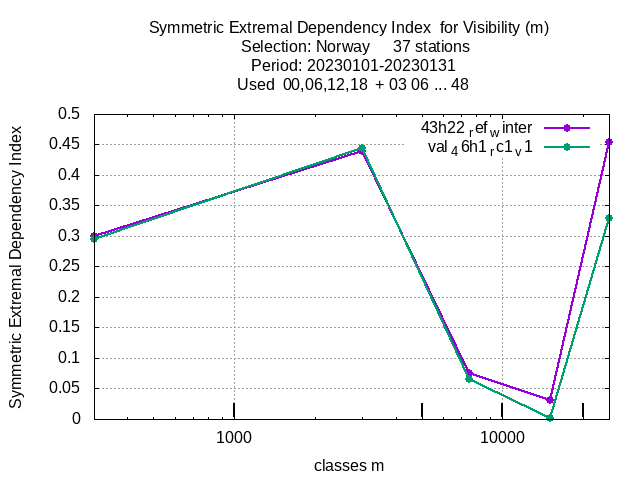 Symmetric Extremal Dependency Index for Visibility (m)
Selection: Norway 37 stations
Period: 20230101-20230131
Used 00,06,12,18 + 03 06 ... 48
Symmetric Extremal Dependency Index
0.5
0.45
0.4
0.35
0.3
0.25
0.2
0.15
0.1
0.05
0
43h22_ref_winter
val_46h1_rc1_v1
1000
10000
classes m